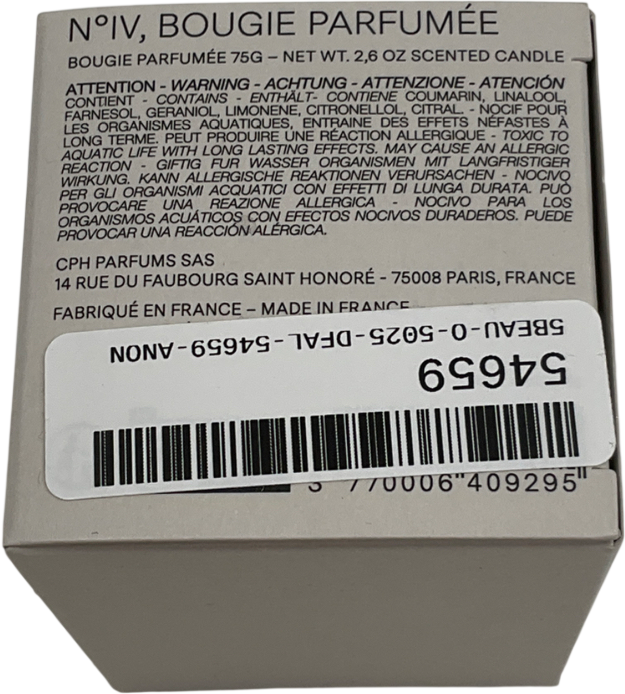 N°IV, BOUGIE PARFUMÉE
BOUGIE PARFUMÉE 75G – NET WT. 2,6 OZ SCENTED CANDLE
ATTENTION - WARNING - ACHTUNG - ATTENZIONE - ATENCIÓN
CONTIENT - CONTAINS - ENTHÄLT- CONTIENE COUMARIN, LINALOOL,
FARNESOL, GERANIOL, LIMONENE, CITRONELLOL, CITRAL. - NOCIF POUR
LES ORGANISMES AQUATIQUES, ENTRAINE DES EFFETS NÉFASTES À
LONG TERME. PEUT PRODUIRE UNE RÉACTION ALLERGIQUE - TOXIC TO
AQUATIC LIFE WITH LONG LASTING EFFECTS. MAY CAUSE AN ALLERGIC
REACTION - GIFTIG FUR WASSER ORGANISMEN MIT LANGFRISTIGER
WIRKUNG. KANN ALLERGISCHE REAKTIONEN VERURSACHEN - NOCIVO
PER GLI ORGANISMI ACQUATICI CON EFFETTI DI LUNGA DURATA. PUÒ
PROVOCARE UNA REAZIONE ALLERGICA - NOCIVO PARA LOS
ORGANISMOS ACUÁTICOS CON EFECTOS NOCIVOS DURADEROS. PUEDE
PROVOCAR UNA REACCIÓN ALÉRGICA.
CPH PARFUMS SAS
14 RUE DU FAUBOURG SAINT HONORÉ - 75008 PARIS, FRANCE
FABRIQUÉ EN FRANCE – MADE IN FRANCE
5BEAU-0-5025-DFAL-54659-ANON
54659
3 770006 409295